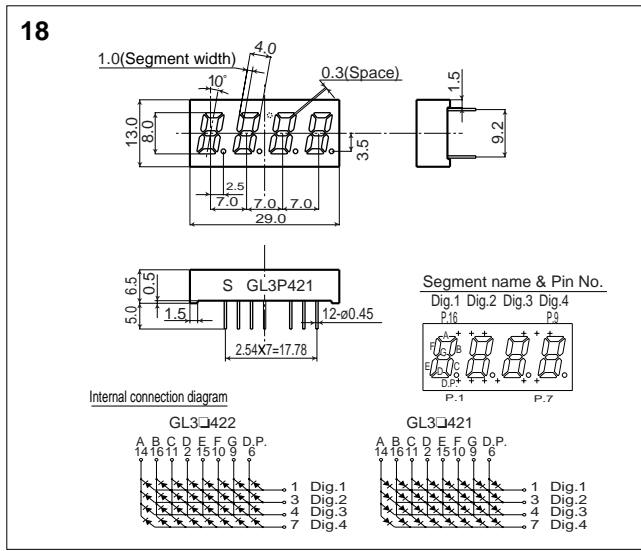 18
1.0(Segment width)
4.0
10°
0.3(Space)
1.5
13.0
8.0
3.5
9.2
2.5
7.0 7.0 7.0
29.0
6.5
0.5
5.0
1.5
S GL3P421
12-ø0.45
2.54X7=17.78
Segment name & Pin No.
Dig.1 Dig.2 Dig.3 Dig.4
P.16 P.9
A
F G B
E D C
D.P.
P.1 P.7
Internal connection diagram
GL3□422
A B C D E F G D.P.
14 16 11 2 15 10 9 6
1 Dig.1
3 Dig.2
4 Dig.3
7 Dig.4
GL3□421
A B C D E F G D.P.
14 16 11 2 15 10 9 6
1 Dig.1
3 Dig.2
4 Dig.3
7 Dig.4